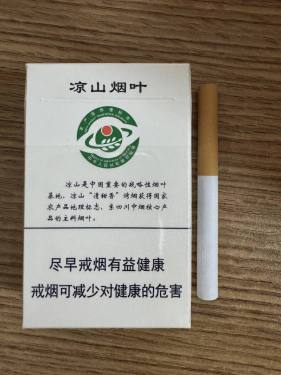 凉山烟叶
凉山是中国重要的战略性烟叶
基地，凉山"清甜香"烤烟获得国家
农产品地理标志，系四川中烟核心产
品的主料烟叶。
尽早戒烟有益健康
戒烟可减少对健康的危害